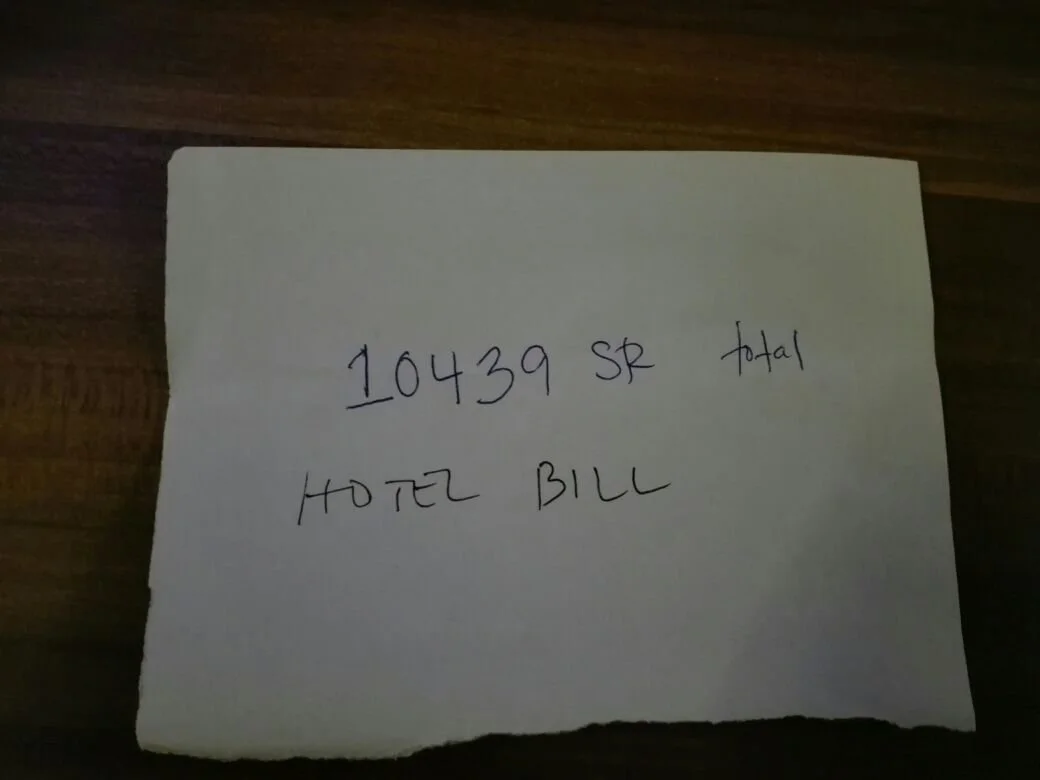 10439 SR total
HOTEL BILL